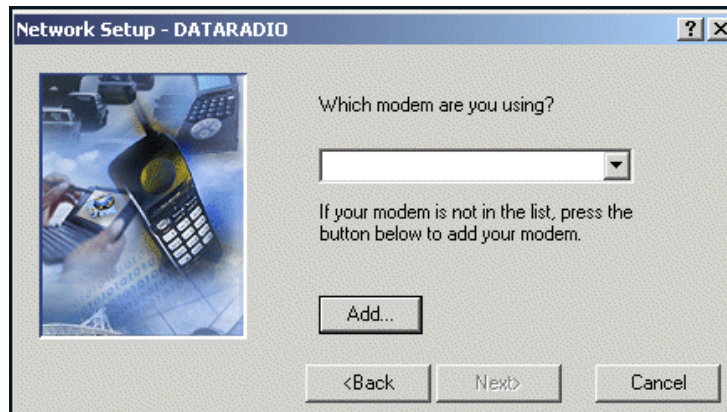 Network Setup - DATARADIO
Which modem are you using?
If your modem is not in the list, press the
button below to add your modem.
Add...
<Back Next> Cancel